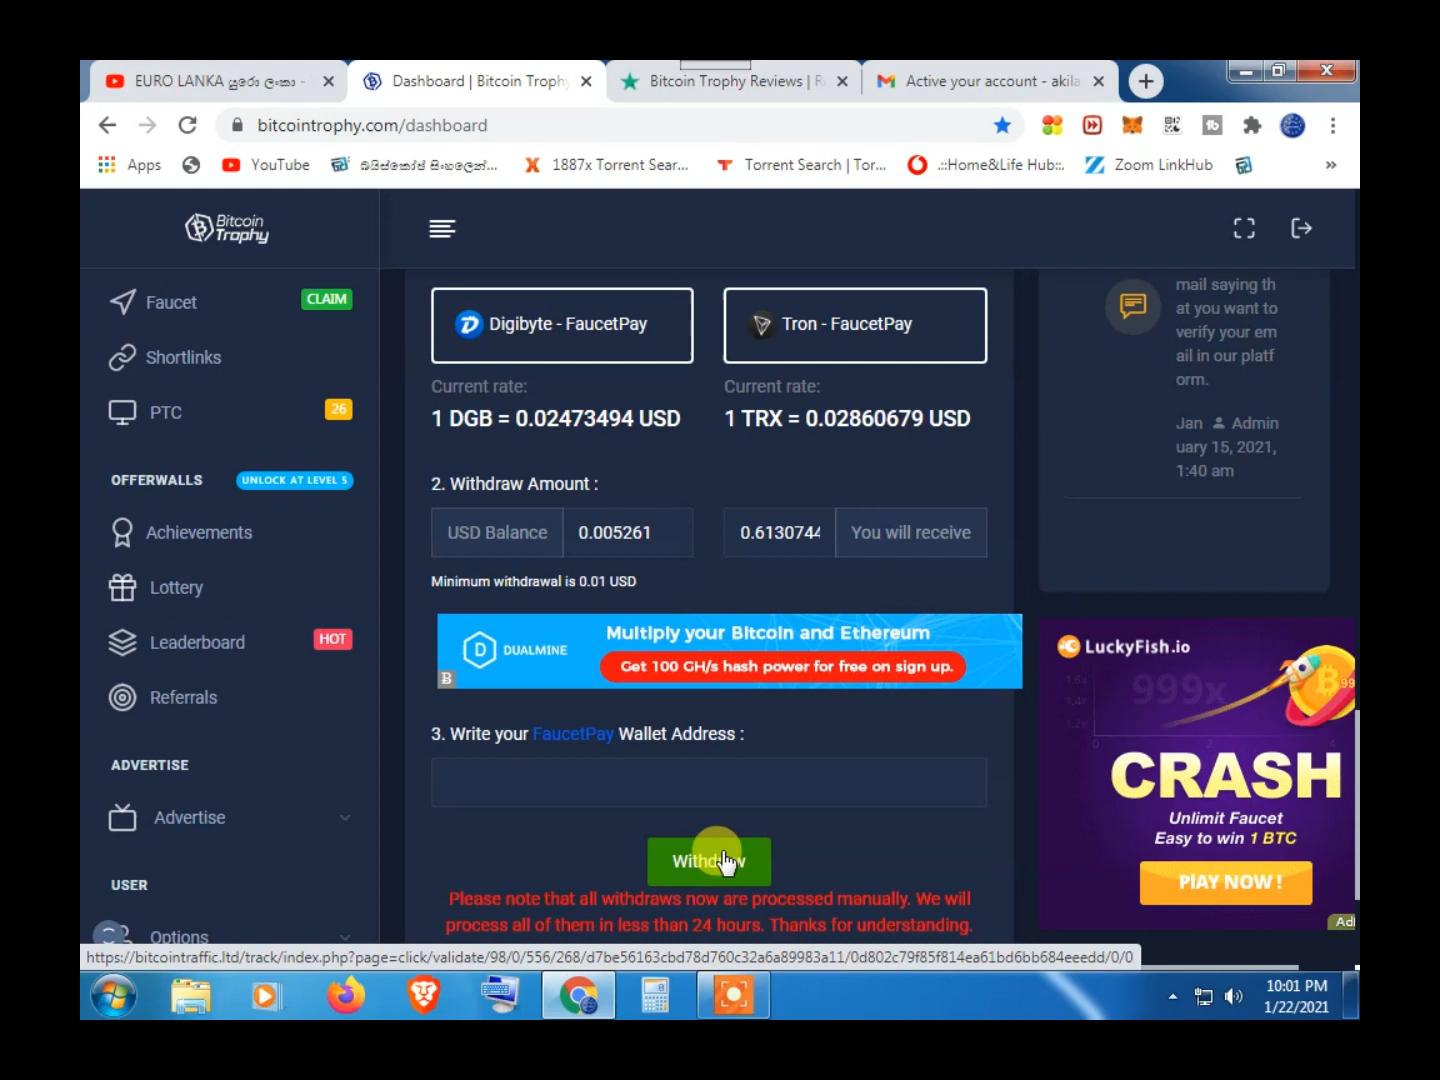 EURO LANKA යුරෝ ලංකා -
Dashboard | Bitcoin Trophy
Bitcoin Trophy Reviews | R
Active your account - akila
bitcointrophy.com/dashboard
Apps
YouTube
බයිස්කෝප් සිංහලෙන්...
1887x Torrent Sear...
Torrent Search | Tor...
.::Home&Life Hub::.
Zoom LinkHub
»
Bitcoin
Trophy
Faucet
CLAIM
Shortlinks
PTC
26
OFFERWALLS
UNLOCK AT LEVEL 5
Achievements
Lottery
Leaderboard
HOT
Referrals
ADVERTISE
Advertise
USER
Options
Digibyte - FaucetPay
Tron - FaucetPay
Current rate:
Current rate:
1 DGB = 0.02473494 USD
1 TRX = 0.02860679 USD
2. Withdraw Amount :
USD Balance
0.005261
0.6130744
You will receive
Minimum withdrawal is 0.01 USD
DUALMINE
Multiply your Bitcoin and Ethereum
Get 100 GH/s hash power for free on sign up.
3. Write your FaucetPay Wallet Address :
Withdraw
Please note that all withdraws now are processed manually. We will
process all of them in less than 24 hours. Thanks for understanding.
mail saying th
at you want to
verify your em
ail in our platf
orm.
Jan Admin
uary 15, 2021,
1:40 am
LuckyFish.io
999x
CRASH
Unlimit Faucet
Easy to win 1 BTC
PlAY NOW !
Ad
https://bitcointraffic.ltd/track/index.php?page=click/validate/98/0/556/268/d7be56163cbd78d760c32a6a89983a11/0d802c79f85f814ea61bd6bb684eeedd/0/0
10:01 PM
1/22/2021